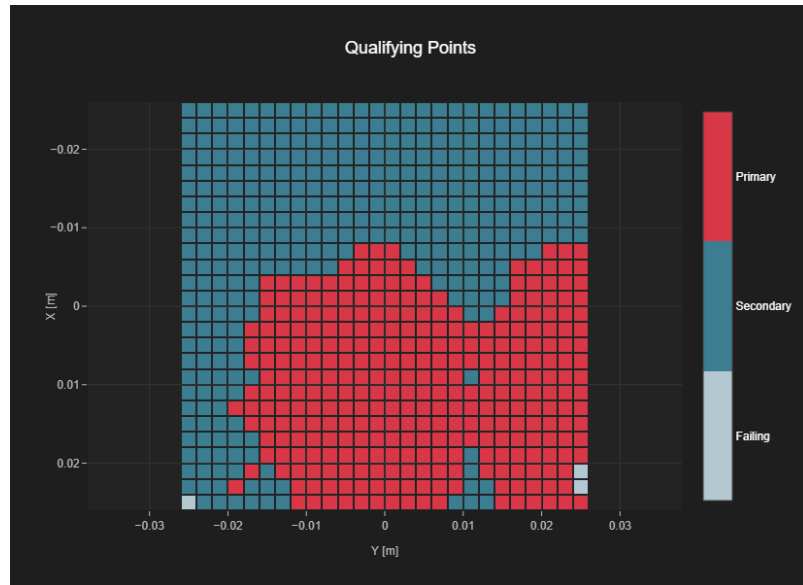 Qualifying Points
−0.02
−0.01
0
0.01
0.02
X [m]
−0.03
−0.02
−0.01
0
0.01
0.02
0.03
Y [m]
Primary
Secondary
Failing